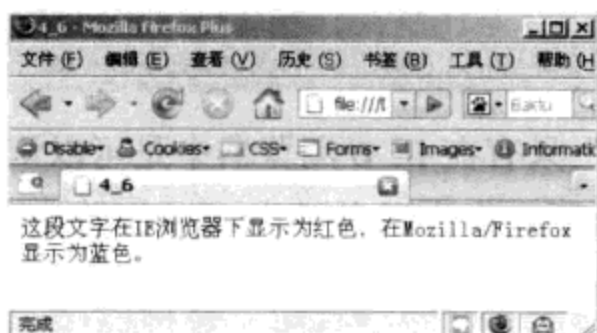 4_6 - Mozilla Firefox Plus
文件 (F) 编辑 (E) 查看 (V) 历史 (S) 书签 (B) 工具 (T) 帮助 (H
file:///
Disable Cookies CSS Forms Images Informati
4_6
这段文字在IE浏览器下显示为红色，在Mozilla/Firefox
显示为蓝色。
完成